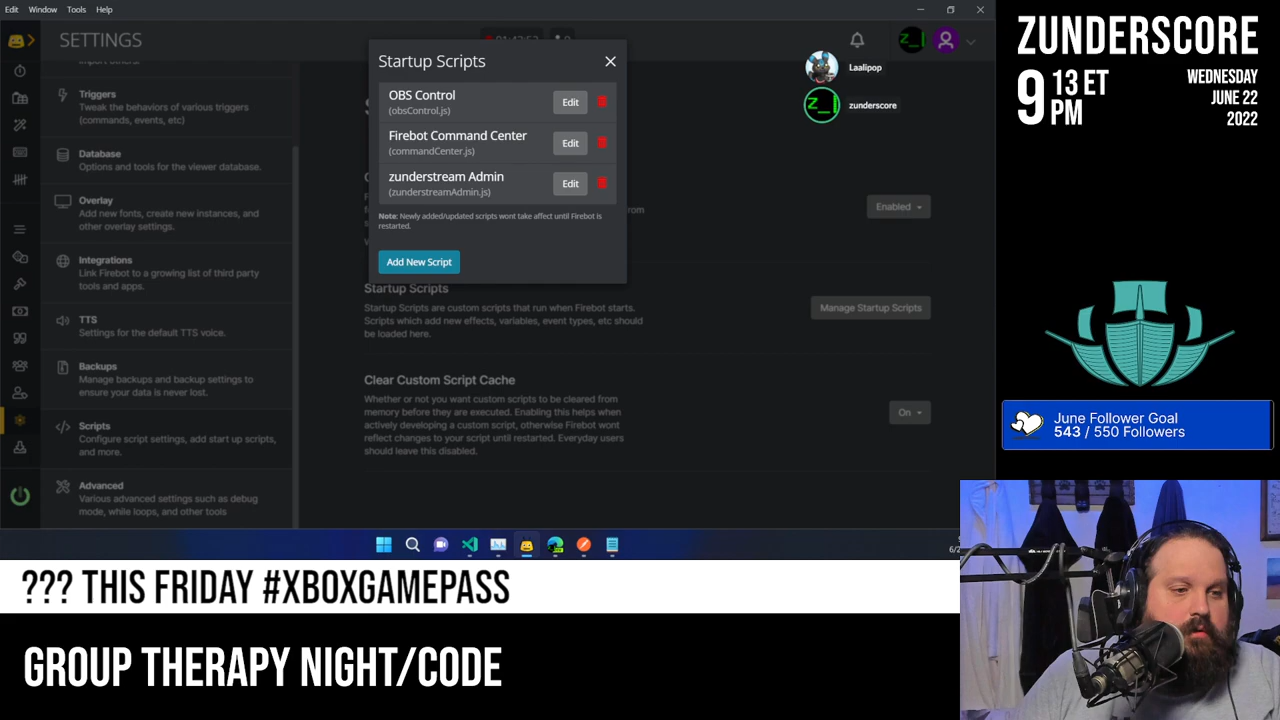 Edit Window Tools Help
SETTINGS
Import others!
Triggers
Tweak the behaviors of various triggers
(commands, events, etc)
Database
Options and tools for the viewer database.
Overlay
Add new fonts, create new instances, and
other overlay settings.
Integrations
Link Firebot to a growing list of third party
tools and apps.
TTS
Settings for the default TTS voice.
Backups
Manage backups and backup settings to
ensure your data is never lost.
Scripts
Configure script settings, add start up scripts,
and more.
Advanced
Various advanced settings such as debug
mode, while loops, and other tools
Startup Scripts
OBS Control
(obsControl.js)
Edit
Firebot Command Center
(commandCenter.js)
Edit
zunderstream Admin
(zunderstreamAdmin.js)
Edit
Note: Newly added/updated scripts wont take affect until Firebot is
restarted.
Add New Script
from
Enabled
Startup Scripts
Startup Scripts are custom scripts that run when Firebot starts.
Scripts which add new effects, variables, event types, etc should
be loaded here.
Manage Startup Scripts
Clear Custom Script Cache
Whether or not you want custom scripts to be cleared from
memory before they are executed. Enabling this helps when
actively developing a custom script, otherwise Firebot wont
reflect changes to your script until restarted. Everyday users
should leave this disabled.
On
z_|
Laalipop
z_|
zunderscore
ZUNDERSCORE
9 13 ET
PM
WEDNESDAY
JUNE 22
2022
June Follower Goal
543 / 550 Followers
??? THIS FRIDAY #XBOXGAMEPASS
GROUP THERAPY NIGHT/CODE